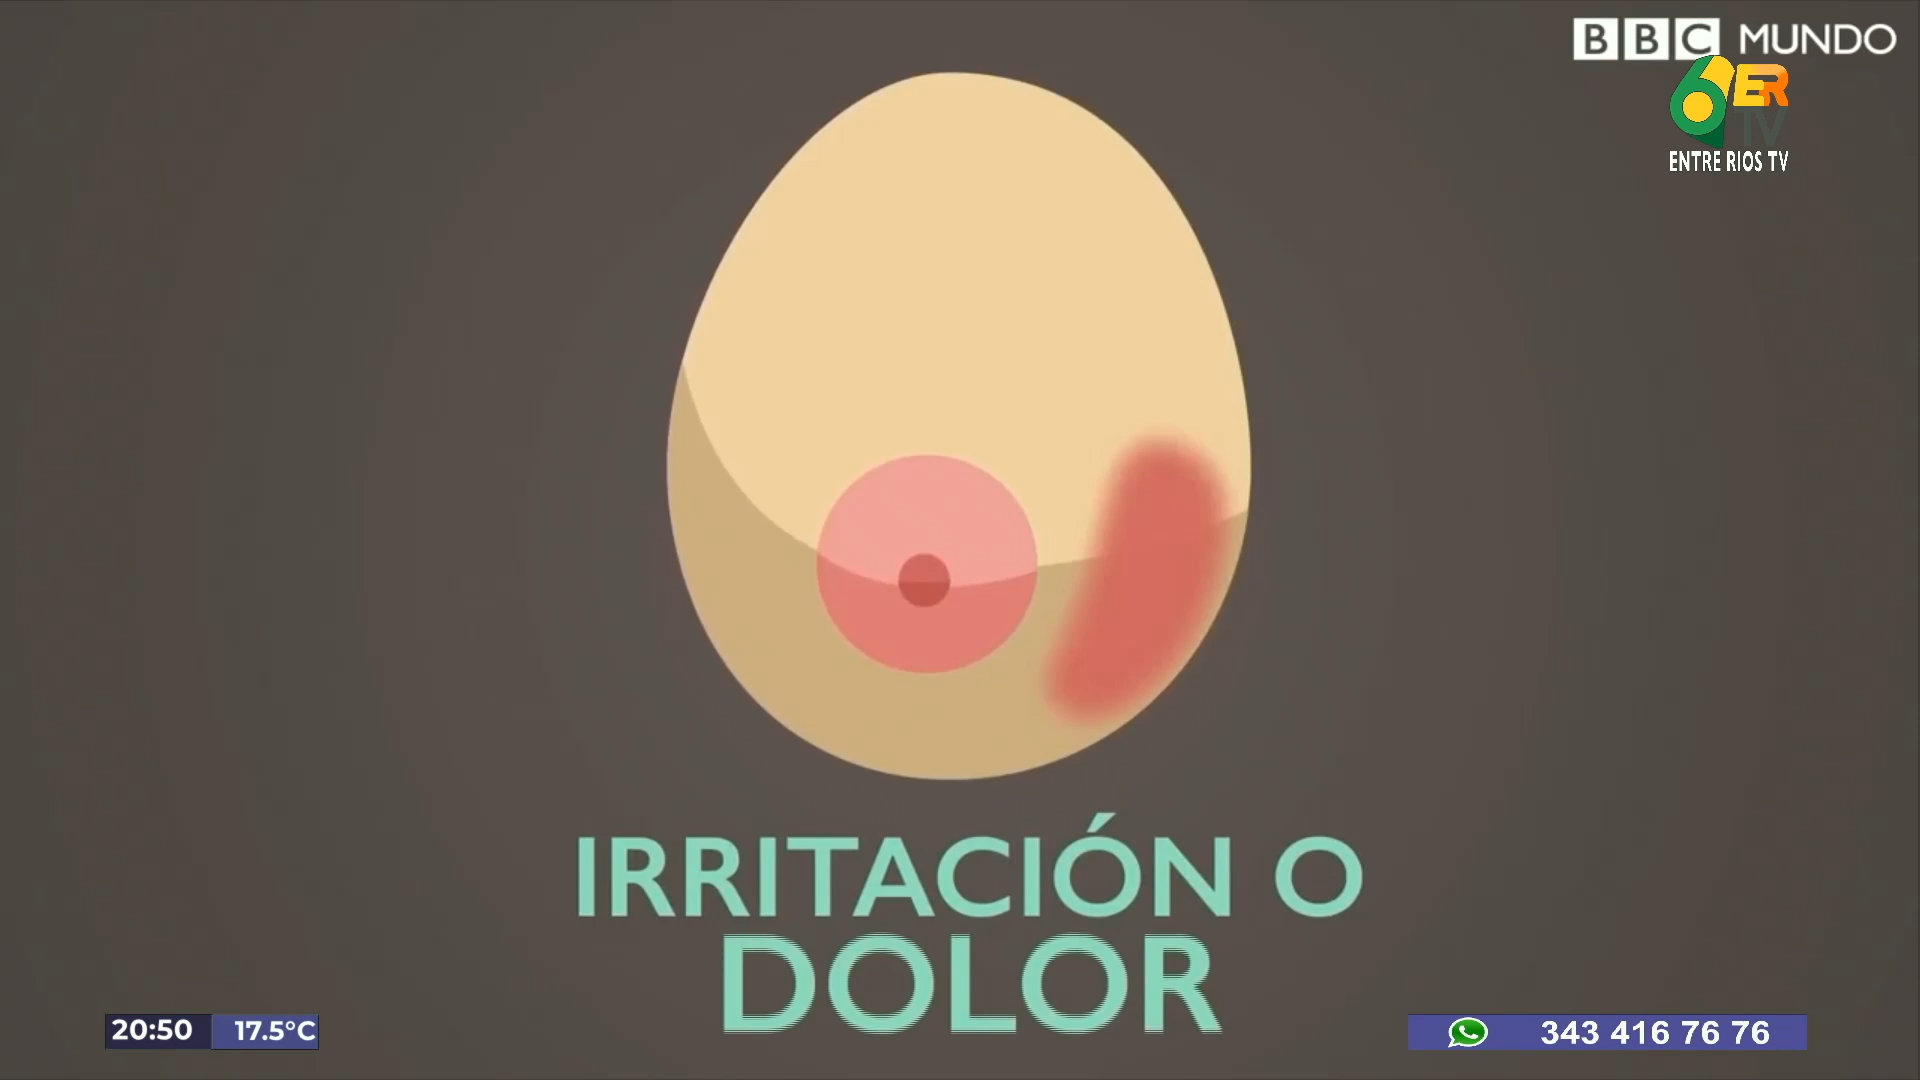 BBC MUNDO
6ER
TV
ENTRE RIOS TV
IRRITACIÓN O
DOLOR
20:50 17.5°C
343 416 76 76